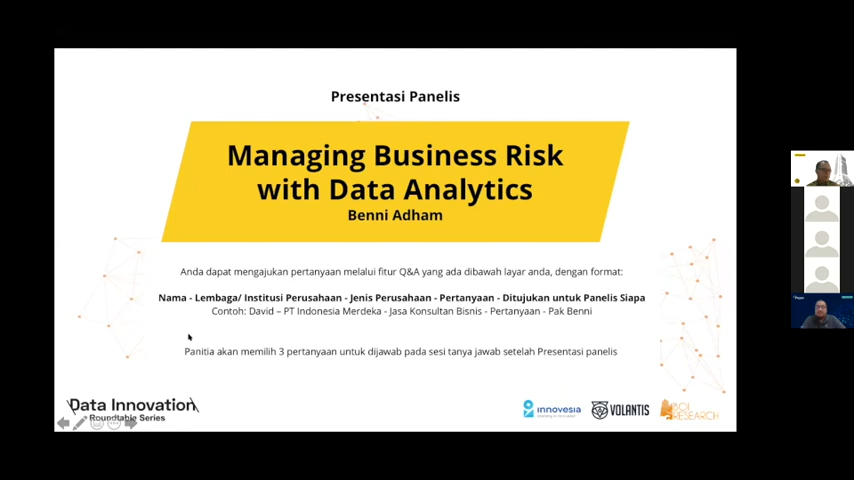 Presentasi Panelis
Managing Business Risk
with Data Analytics
Benni Adham
Anda dapat mengajukan pertanyaan melalui fitur Q&A yang ada dibawah layar anda, dengan format:
Nama - Lembaga/ Institusi Perusahaan - Jenis Perusahaan - Pertanyaan - Ditujukan untuk Panelis Siapa
Contoh: David – PT Indonesia Merdeka - Jasa Konsultan Bisnis - Pertanyaan - Pak Benni
Panitia akan memilih 3 pertanyaan untuk dijawab pada sesi tanya jawab setelah Presentasi panelis
Data Innovation
Roundtable Series
innovesia
VOLANTIS
RESEARCH